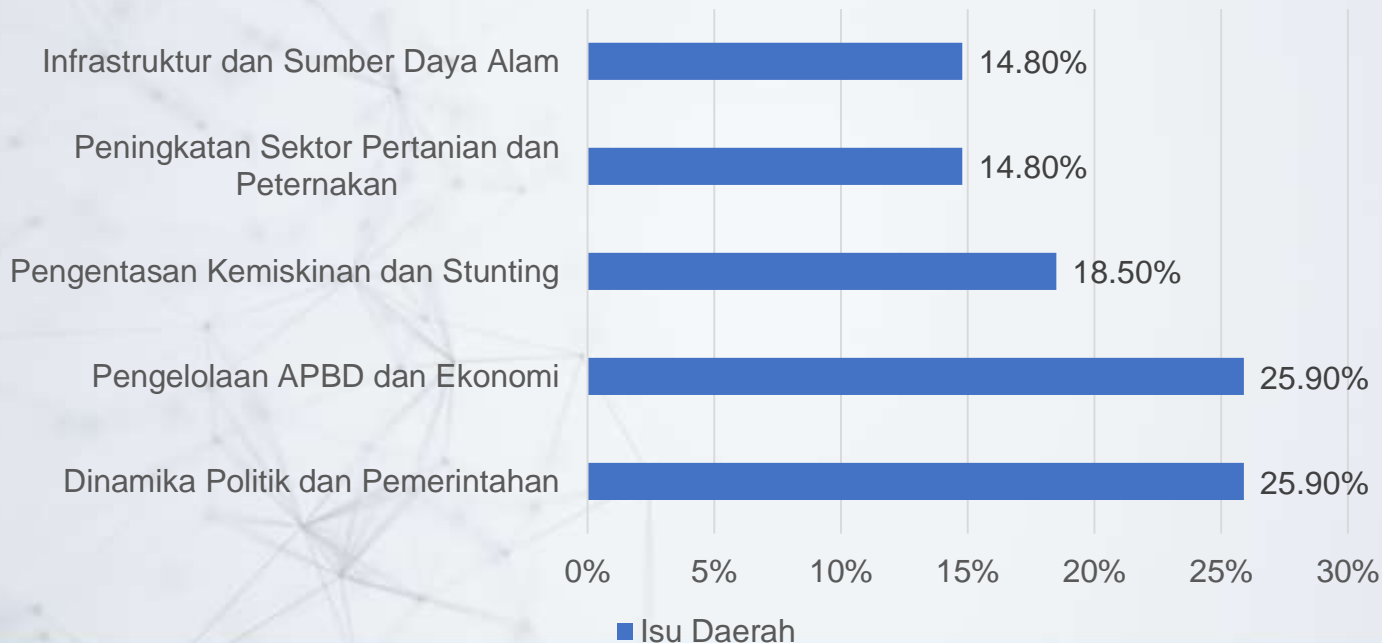 Infrastruktur dan Sumber Daya Alam
14.80%
Peningkatan Sektor Pertanian dan
Peternakan
14.80%
Pengentasan Kemiskinan dan Stunting
18.50%
Pengelolaan APBD dan Ekonomi
25.90%
Dinamika Politik dan Pemerintahan
25.90%
0% 5% 10% 15% 20% 25% 30%
Isu Daerah